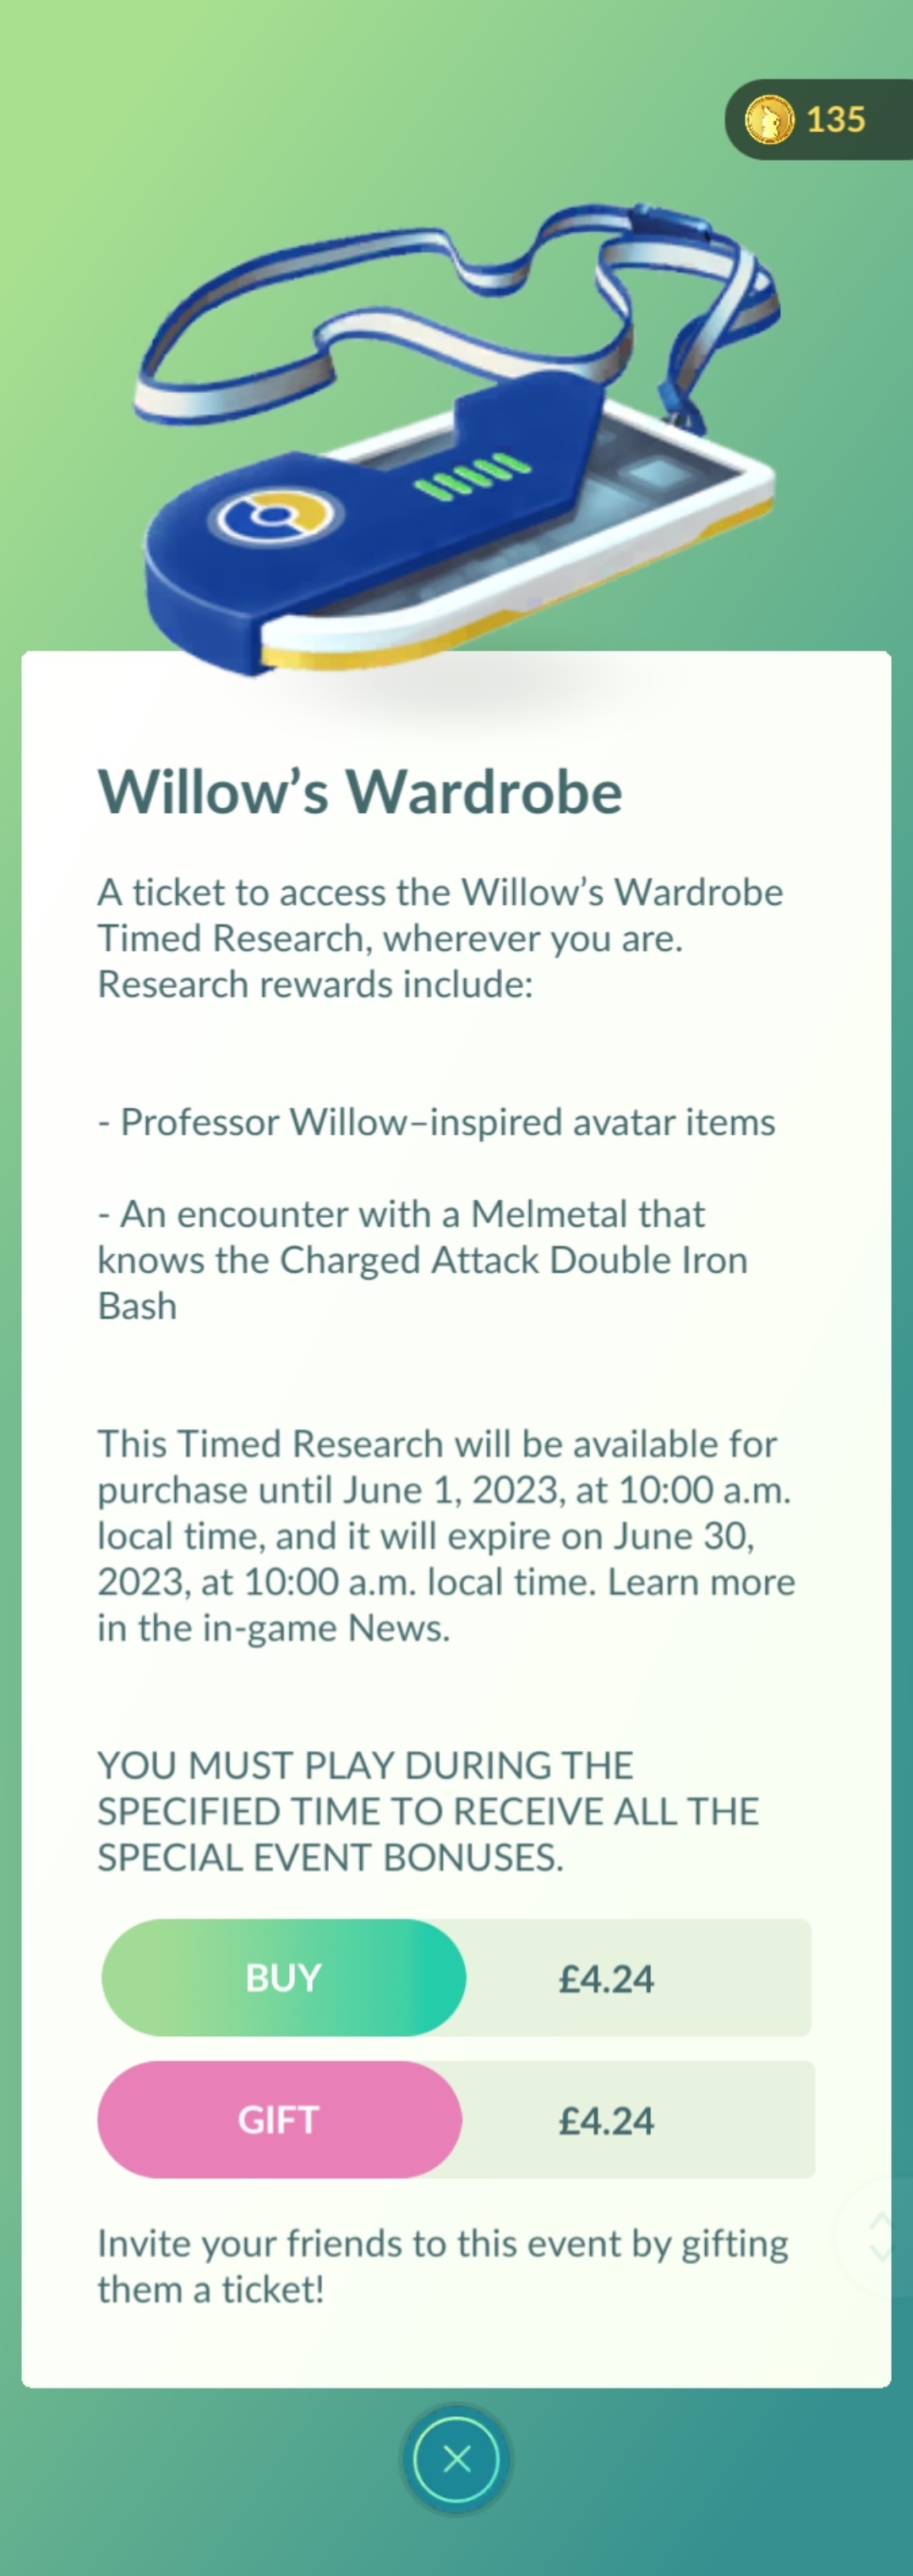 135
Willow’s Wardrobe
A ticket to access the Willow’s Wardrobe
Timed Research, wherever you are.
Research rewards include:
- Professor Willow–inspired avatar items
- An encounter with a Melmetal that
knows the Charged Attack Double Iron
Bash
This Timed Research will be available for
purchase until June 1, 2023, at 10:00 a.m.
local time, and it will expire on June 30,
2023, at 10:00 a.m. local time. Learn more
in the in-game News.
YOU MUST PLAY DURING THE
SPECIFIED TIME TO RECEIVE ALL THE
SPECIAL EVENT BONUSES.
BUY £4.24
GIFT £4.24
Invite your friends to this event by gifting
them a ticket!